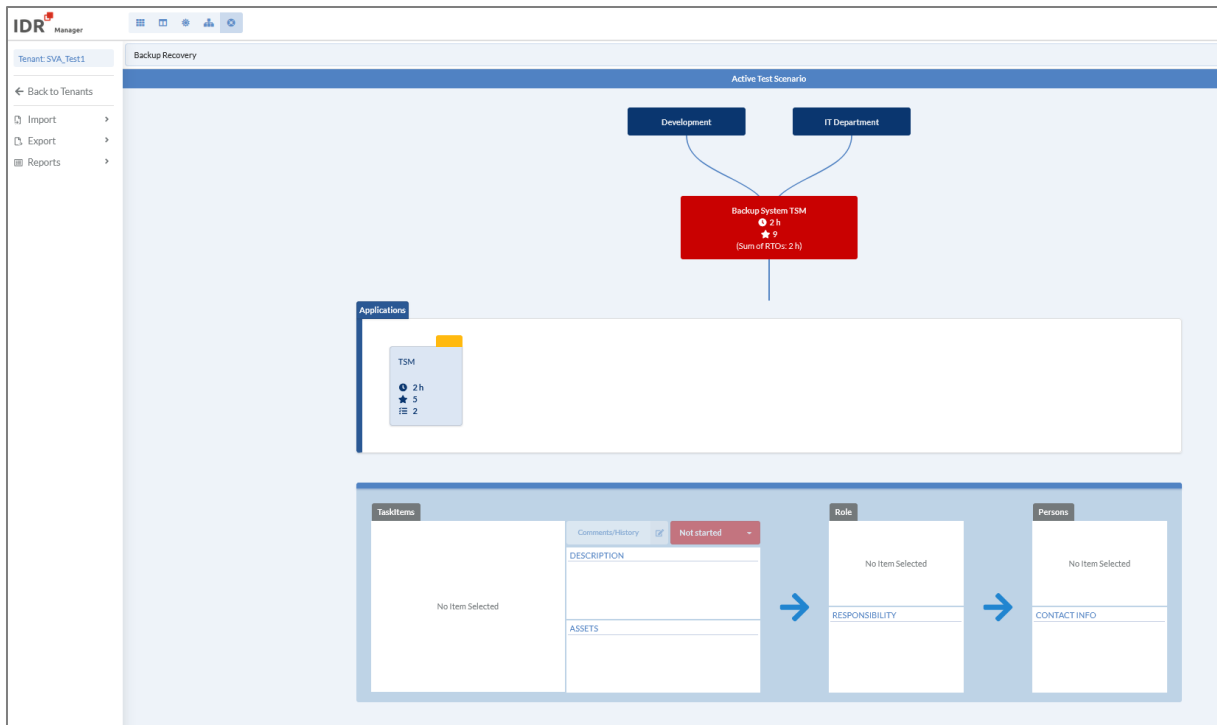 IDR Manager
Tenant: SVA_Test1
Back to Tenants
Import
Export
Reports
Backup Recovery
Active Test Scenario
Development
IT Department
Backup System TSM
2 h
9
(Sum of RTOs: 2 h)
Applications
TSM
2 h
5
2
TaskItems
No Item Selected
Comments/History
Not started
DESCRIPTION
ASSETS
Role
No Item Selected
RESPONSIBILITY
Persons
No Item Selected
CONTACT INFO